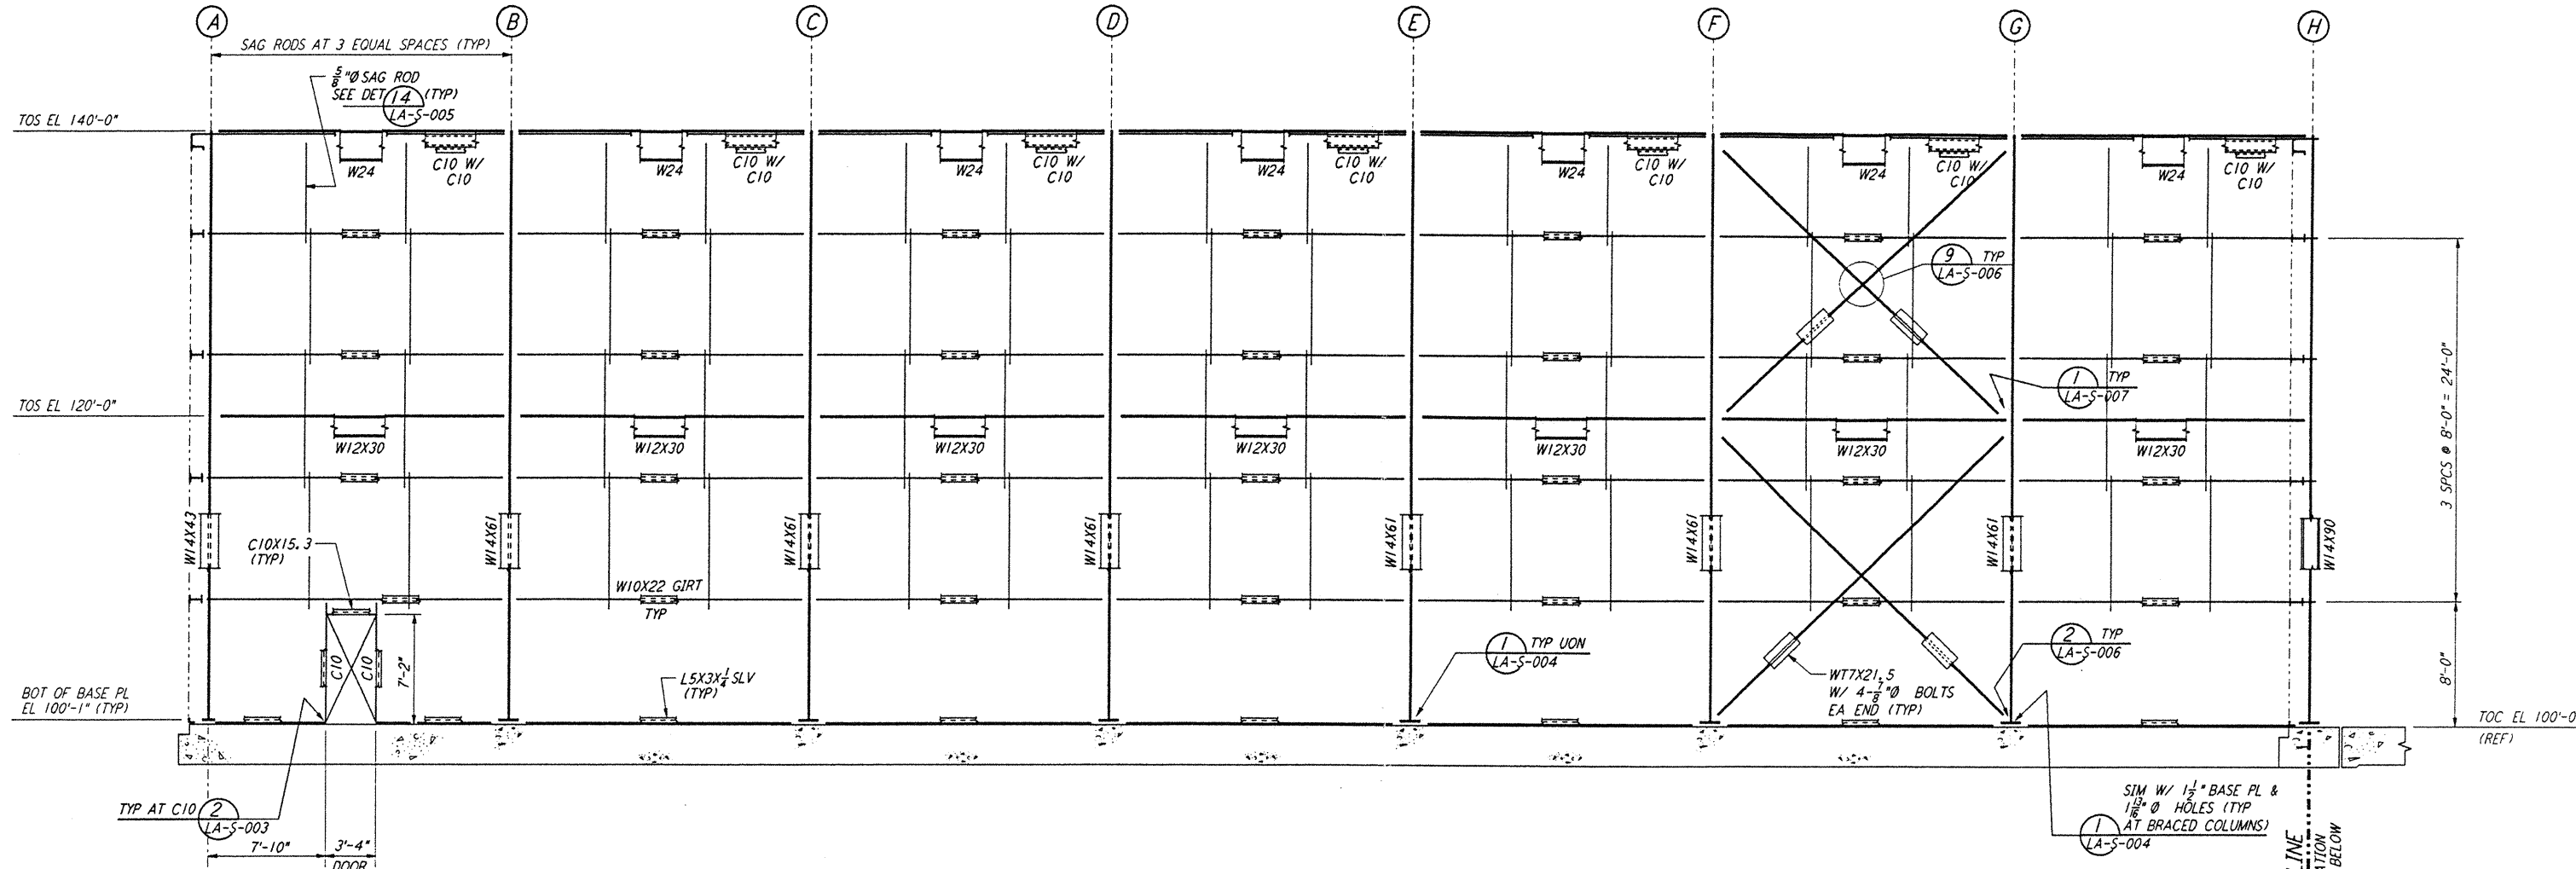 A B C D E F G H
SAG RODS AT 3 EQUAL SPACES (TYP)
5/8"Ø SAG ROD
SEE DET 14 (TYP)
LA-S-005
TOS EL 140'-0"
W24 C10 W/ W24 C10 W/ W24 C10 W/ W24 C10 W/ W24 C10 W/ W24 C10 W/ W24 C10 W/
C10 C10 C10 C10 C10 C10 C10
9 TYP
LA-S-006
1 TYP
LA-S-007
TOS EL 120'-0"
W12X30 W12X30 W12X30 W12X30 W12X30 W12X30 W12X30
3 SPCS @ 8'-0" = 24'-0"
W14X43 W14X61 W14X61 W14X61 W14X61 W14X61 W14X61 W14X90
C10X15.3
(TYP)
W10X22 GIRT
TYP
C10 C10
7'-2"
1 TYP UON
LA-S-004
2 TYP
LA-S-006
L5X3X1/4 SLV
(TYP)
WT7X21.5
W/ 4-7/8"Ø BOLTS
EA END (TYP)
8'-0"
BOT OF BASE PL
EL 100'-1" (TYP)
TOC EL 100'-0
(REF)
TYP AT C10 2
LA-S-003
7'-10" 3'-4"
DOOR
SIM W/ 1 1/2" BASE PL &
1 13/16" Ø HOLES (TYP
1 AT BRACED COLUMNS)
LA-S-004
LINE
BELOW